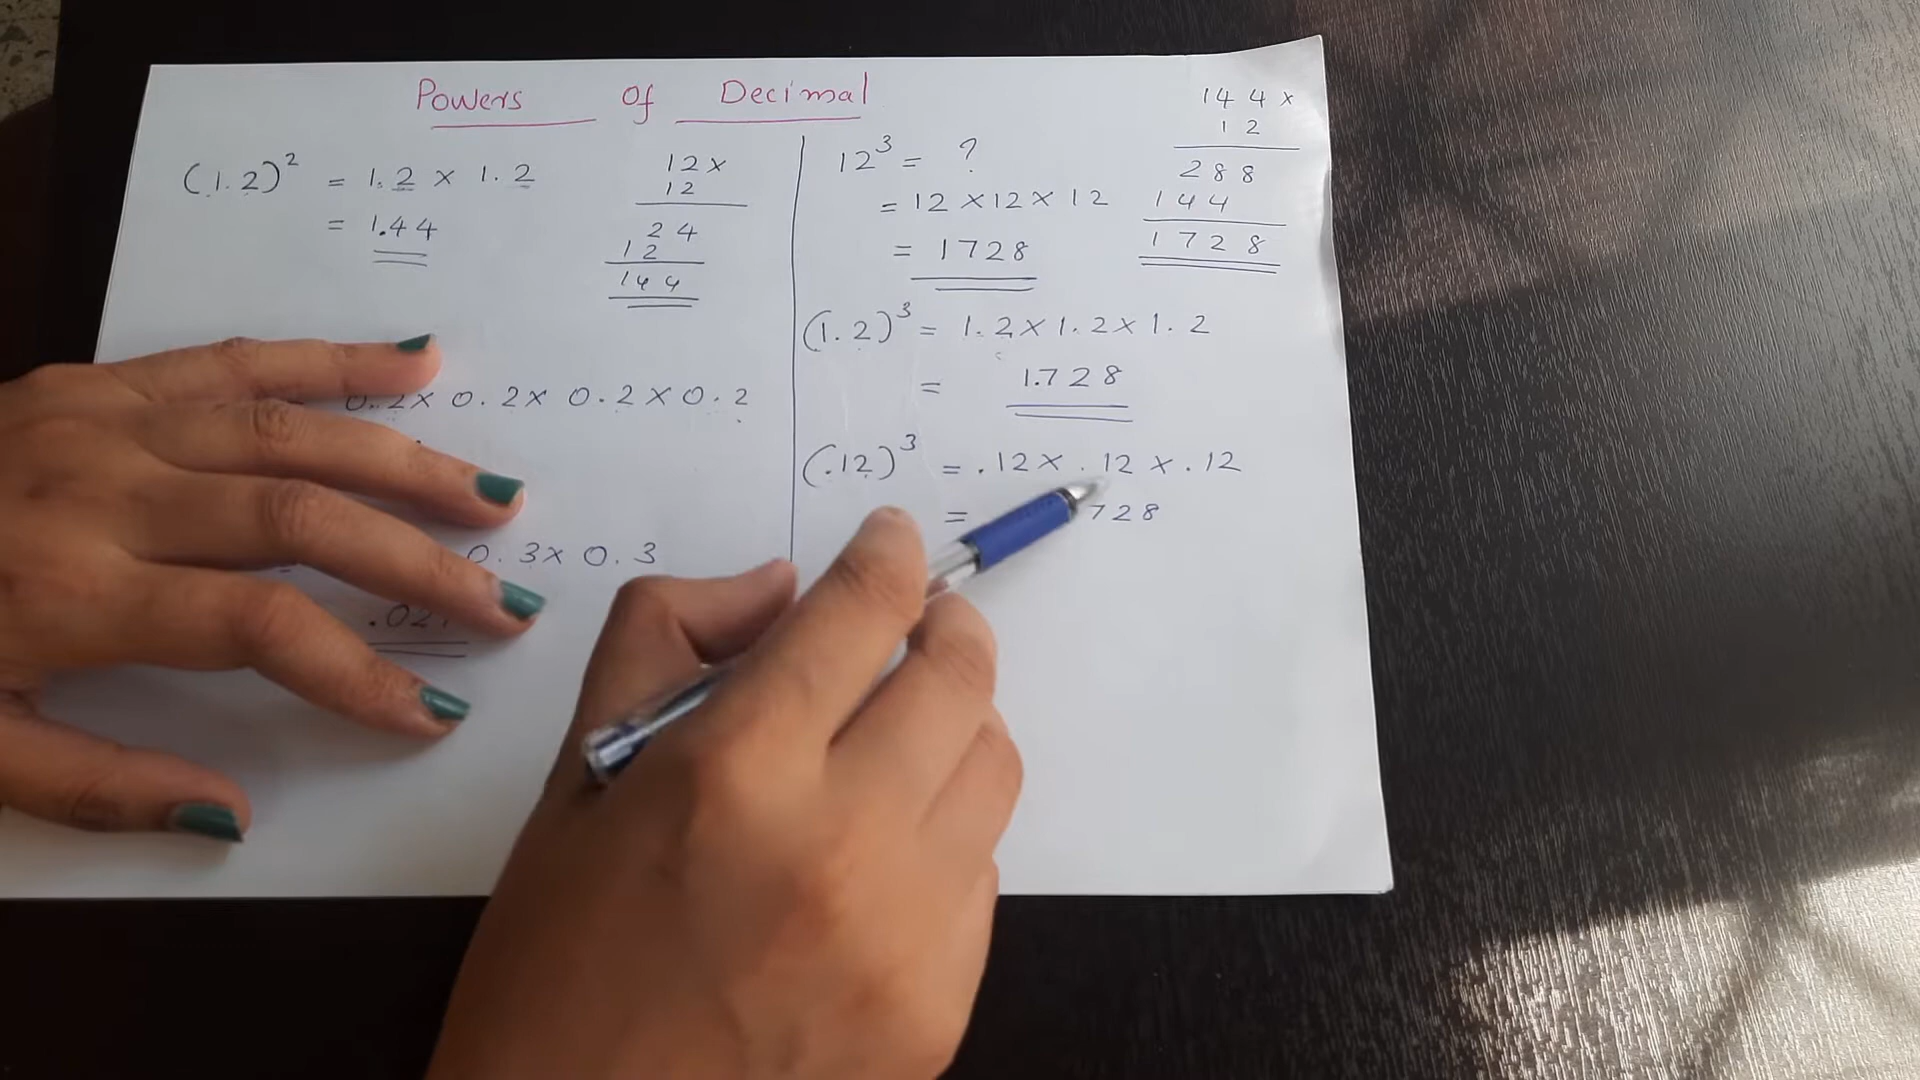 Powers Of Decimal
(1.2)² = 1.2 x 1.2
= 1.44
12 x
12
24
12
144
0.2 x 0.2 x 0.2 x 0.2
0.3 x 0.3
.02
12³ = ?
= 12 x 12 x 12
= 1728
144 x
12
288
144
1728
(1.2)³ = 1.2 x 1.2 x 1.2
= 1.728
(.12)³ = .12 x .12 x .12
= 728